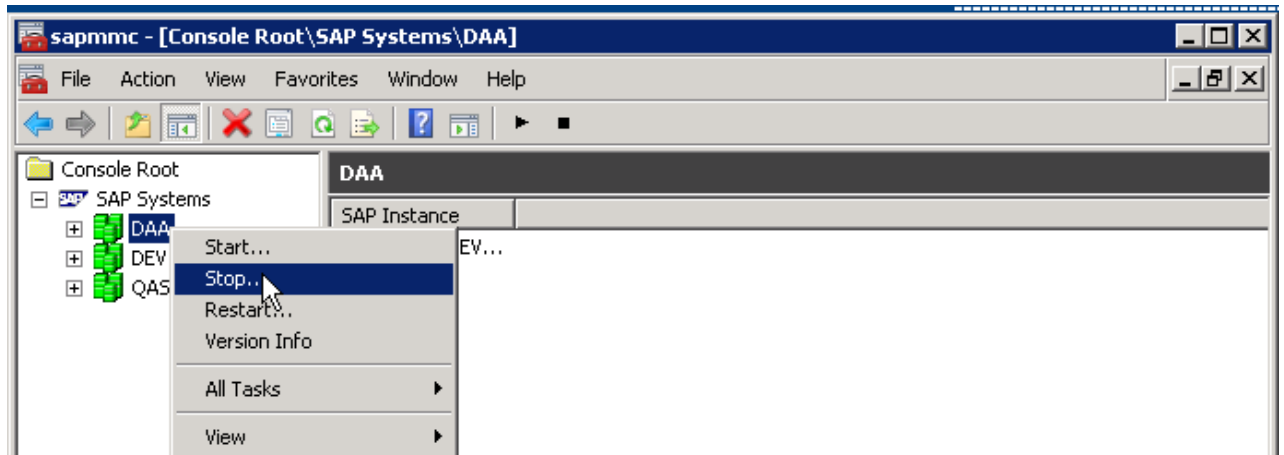 sapmmc - [Console Root\SAP Systems\DAA]
File Action View Favorites Window Help
Console Root
SAP Systems
DAA
DEV
QAS
DAA
SAP Instance
EV...
Start...
Stop...
Restart...
Version Info
All Tasks
View